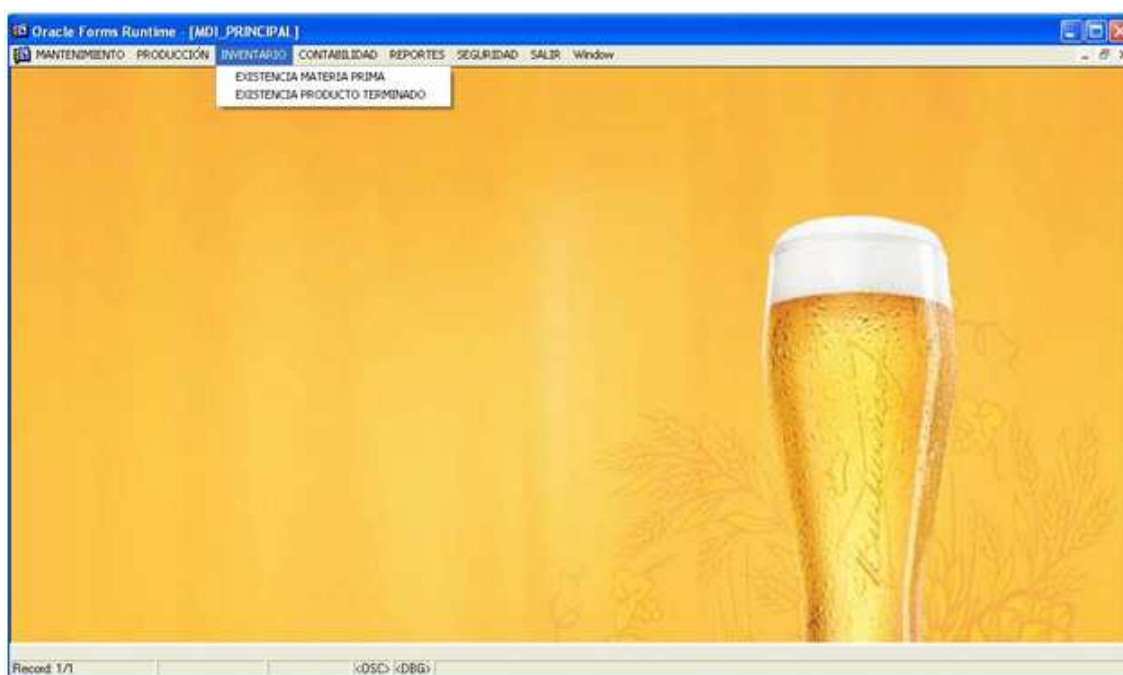 Oracle Forms Runtime - [MDI_PRINCIPAL]
MANTENIMIENTO PRODUCCIÓN INVENTARIO CONTABILIDAD REPORTES SEGURIDAD SALIR Window
EXISTENCIA MATERIA PRIMA
EXISTENCIA PRODUCTO TERMINADO
Record: 1/1 <OSC> <DBG>